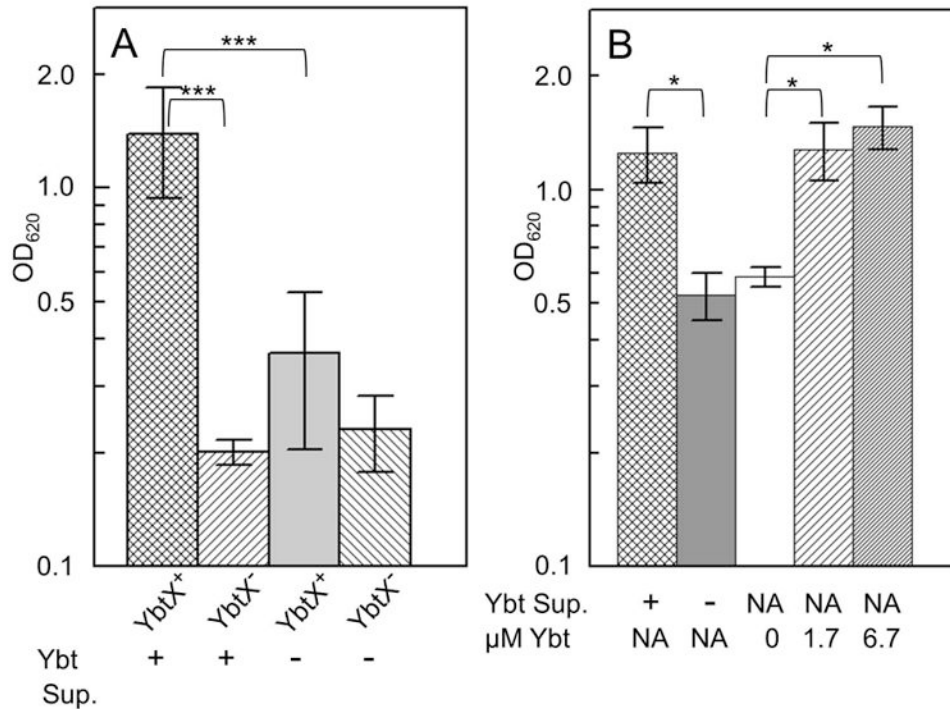 A
B
***
***
*
*
*
2.0
1.0
0.5
0.1
OD620
2.0
1.0
0.5
0.1
OD620
YbtX+ YbtX- YbtX+ YbtX-
Ybt + + - -
Sup.
Ybt Sup. + - NA NA NA
µM Ybt NA NA 0 1.7 6.7